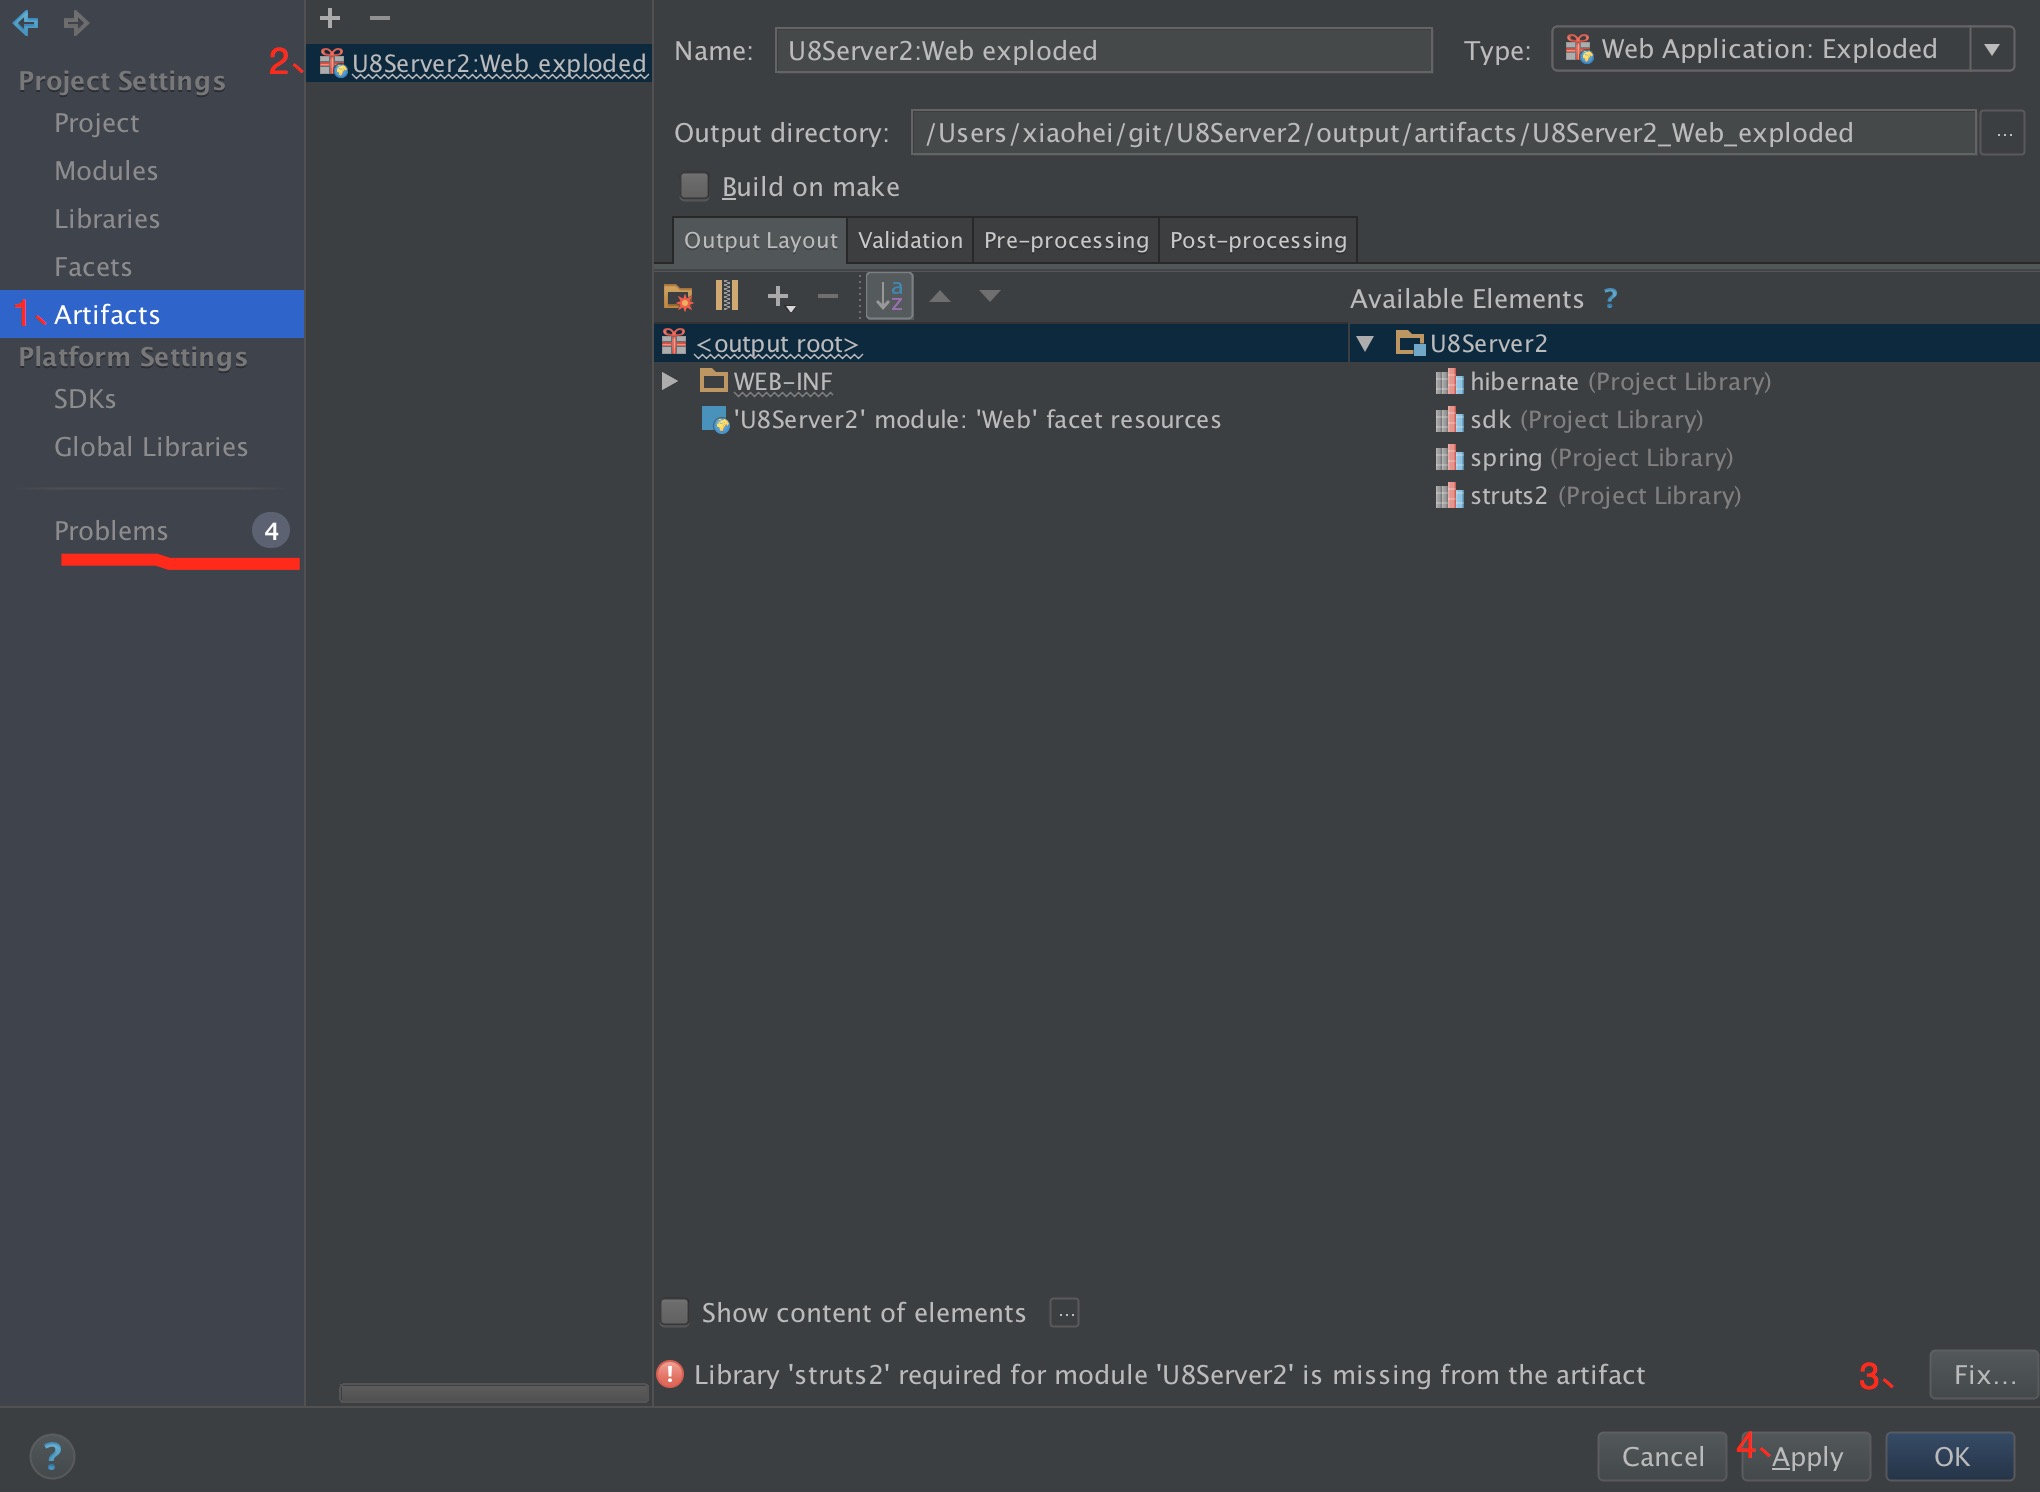 Project Settings
Project
Modules
Libraries
Facets
1、Artifacts
Platform Settings
SDKs
Global Libraries
Problems 4
2、U8Server2:Web exploded
Name: U8Server2:Web exploded Type: Web Application: Exploded
Output directory: /Users/xiaohei/git/U8Server2/output/artifacts/U8Server2_Web_exploded ...
Build on make
Output Layout Validation Pre-processing Post-processing
Available Elements ?
<output root>
WEB-INF
'U8Server2' module: 'Web' facet resources
U8Server2
hibernate (Project Library)
sdk (Project Library)
spring (Project Library)
struts2 (Project Library)
Show content of elements ...
Library 'struts2' required for module 'U8Server2' is missing from the artifact 3、 Fix...
? Cancel 4、Apply OK